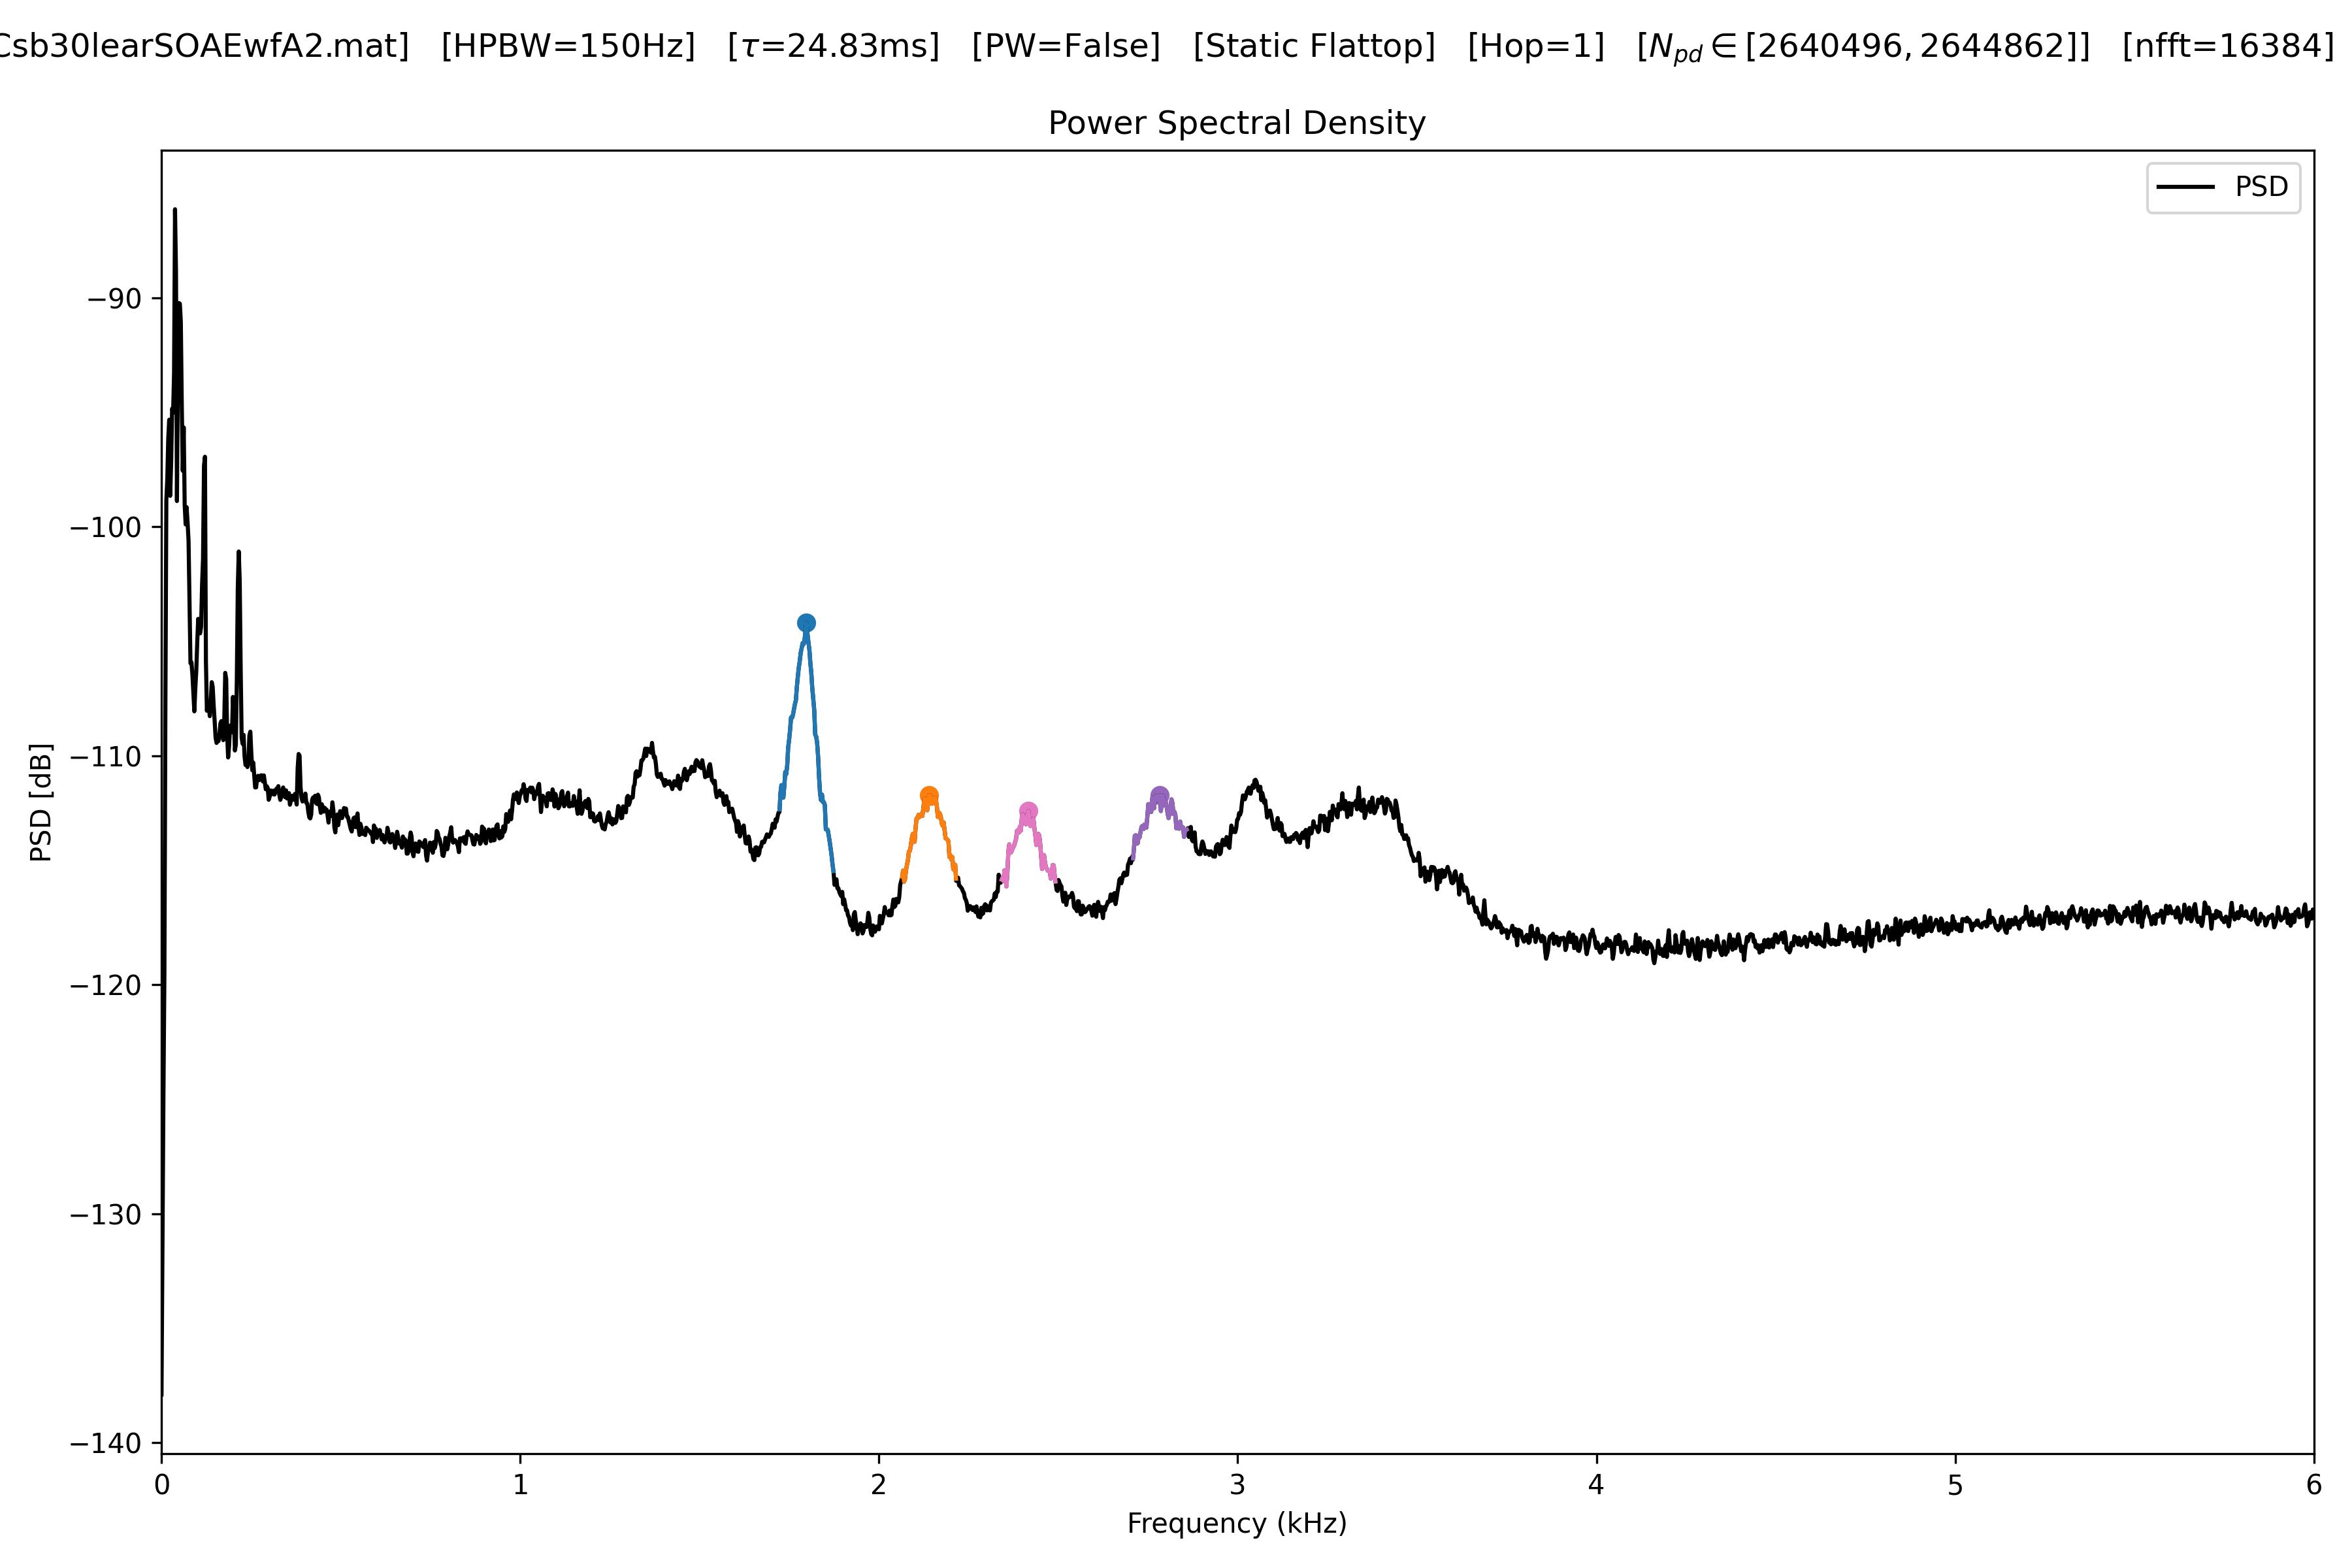 Csb30learSOAEwfA2.mat] [HPBW=150Hz] [τ=24.83ms] [PW=False] [Static Flattop] [Hop=1] [N_pd ∈ [2640496, 2644862]] [nfft=16384]
Power Spectral Density
PSD
−90
−100
−110
−120
−130
−140
PSD [dB]
0 1 2 3 4 5 6
Frequency (kHz)